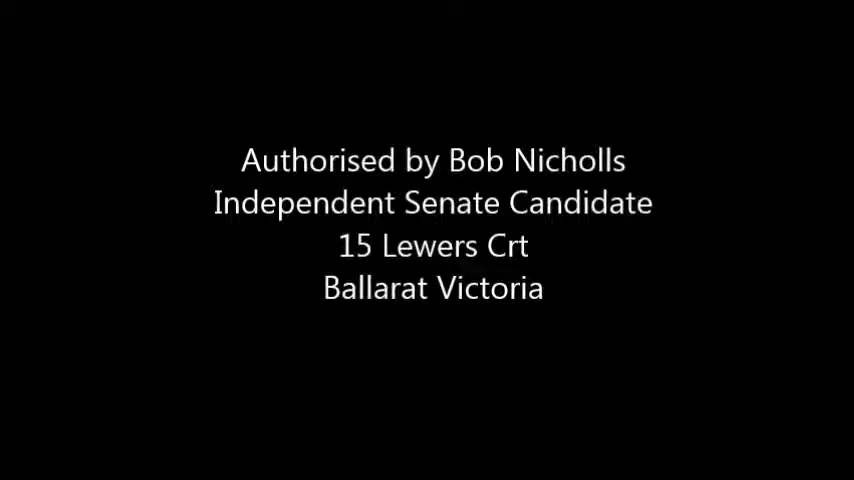 Authorised by Bob Nicholls
Independent Senate Candidate
15 Lewers Crt
Ballarat Victoria